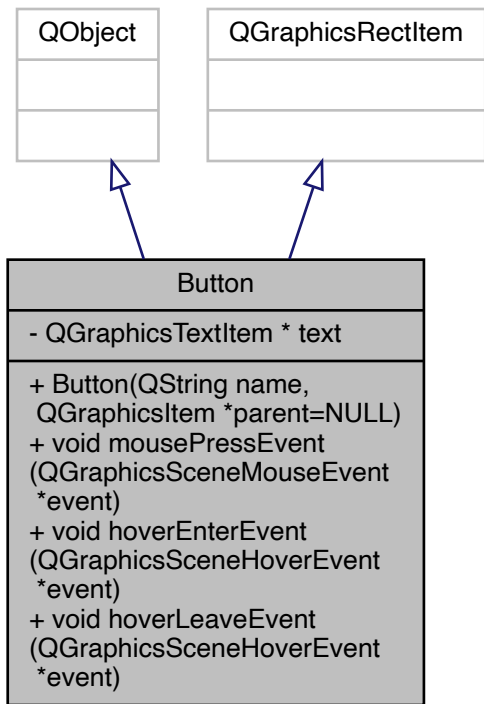 QObject
QGraphicsRectItem
Button
- QGraphicsTextItem * text
+ Button(QString name,
QGraphicsItem *parent=NULL)
+ void mousePressEvent
(QGraphicsSceneMouseEvent
*event)
+ void hoverEnterEvent
(QGraphicsSceneHoverEvent
*event)
+ void hoverLeaveEvent
(QGraphicsSceneHoverEvent
*event)